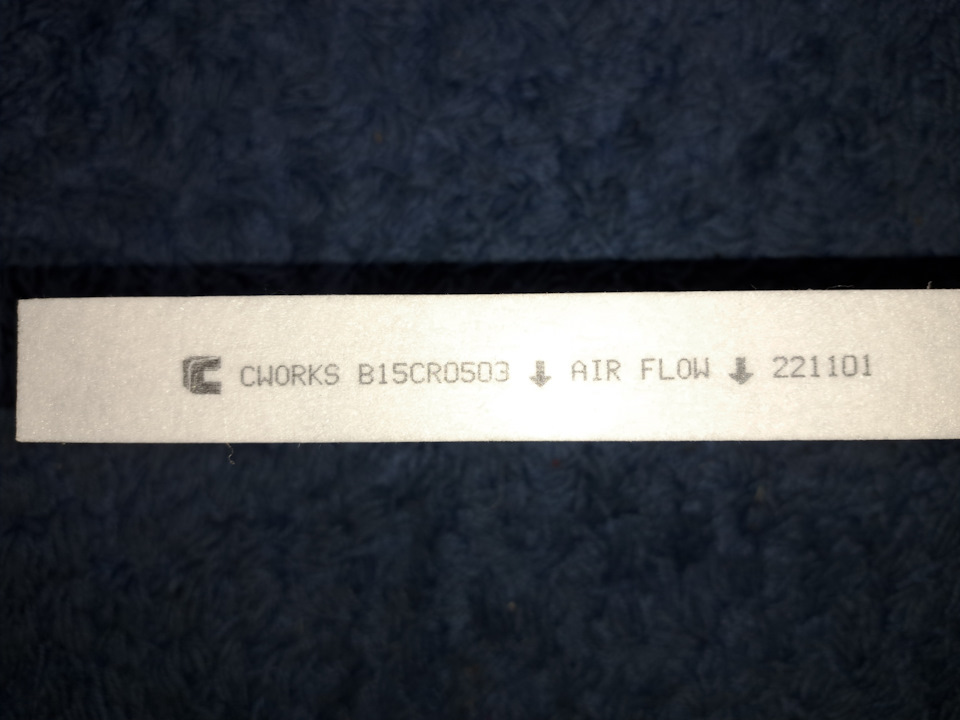 CWORKS B15CR0503 ↓ AIR FLOW ↓ 221101